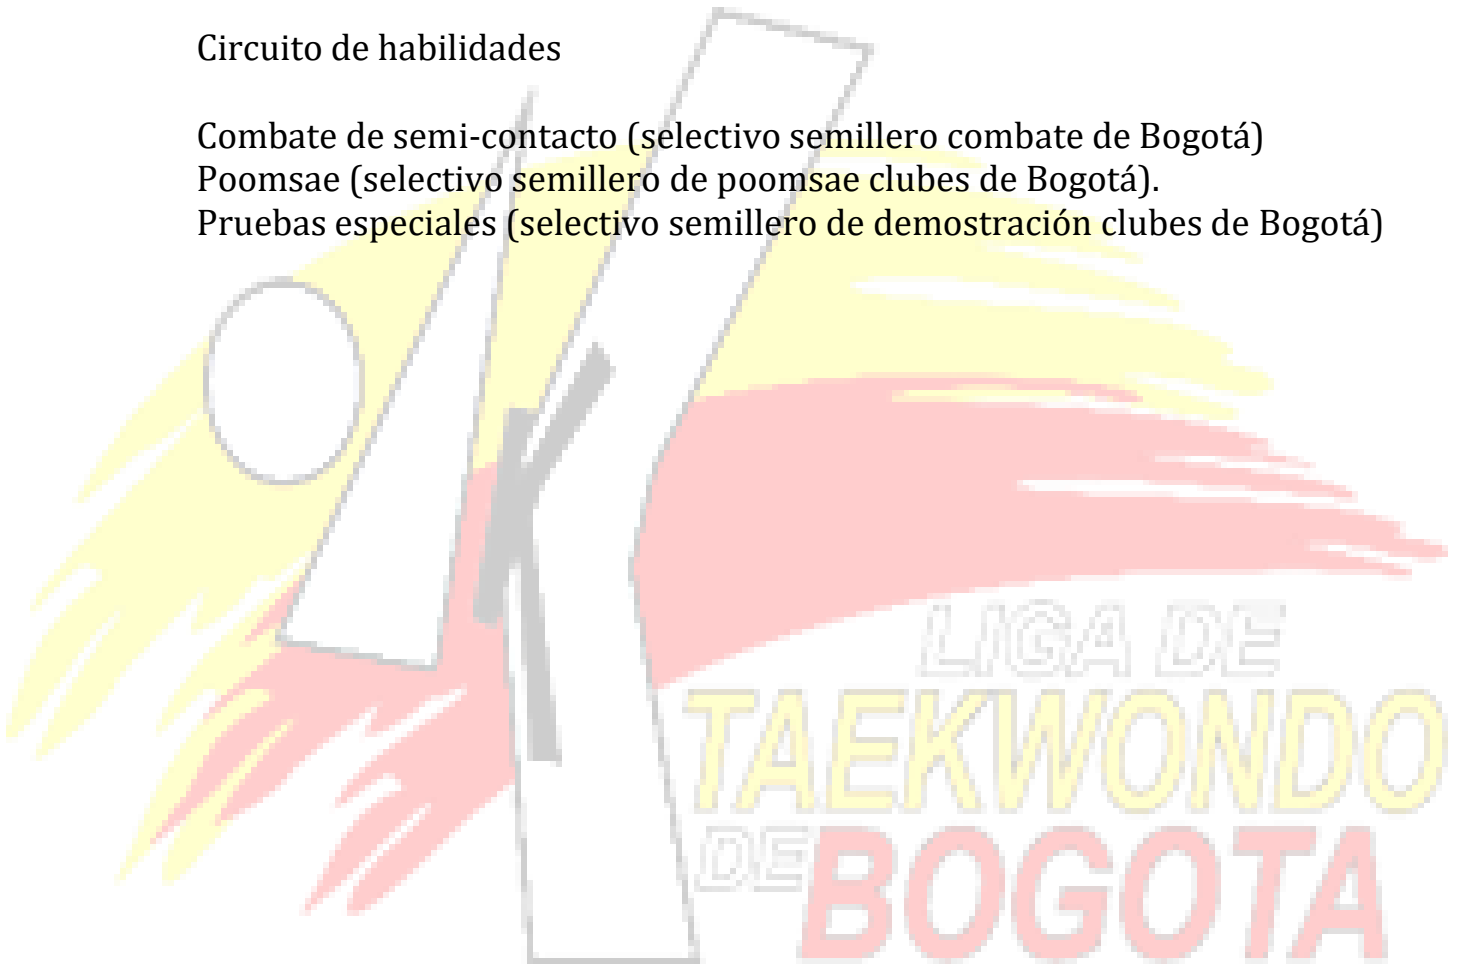 Circuito de habilidades
Combate de semi-contacto (selectivo semillero combate de Bogotá)
Poomsae (selectivo semillero de poomsae clubes de Bogotá).
Pruebas especiales (selectivo semillero de demostración clubes de Bogotá)
LIGA DE
TAEKWONDO
DE BOGOTA